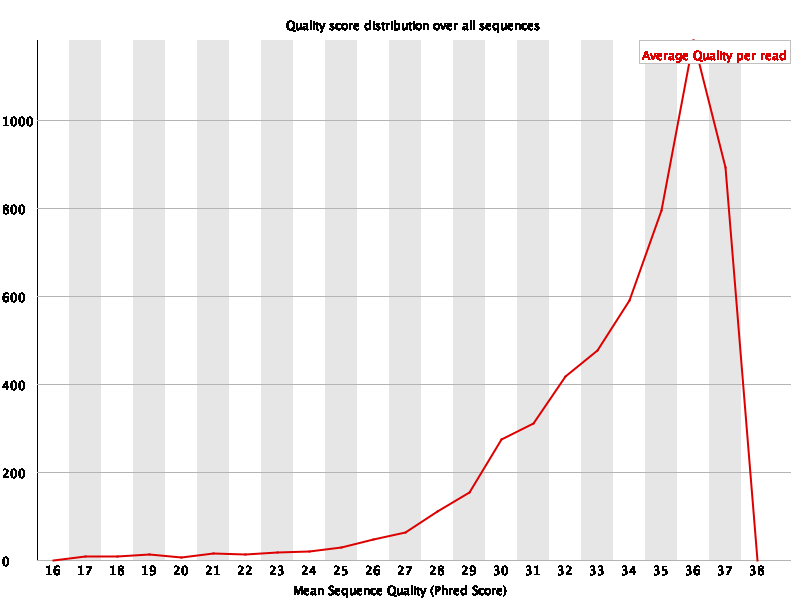 Quality score distribution over all sequences
Average Quality per read
1000
800
600
400
200
0
16 17 18 19 20 21 22 23 24 25 26 27 28 29 30 31 32 33 34 35 36 37 38
Mean Sequence Quality (Phred Score)